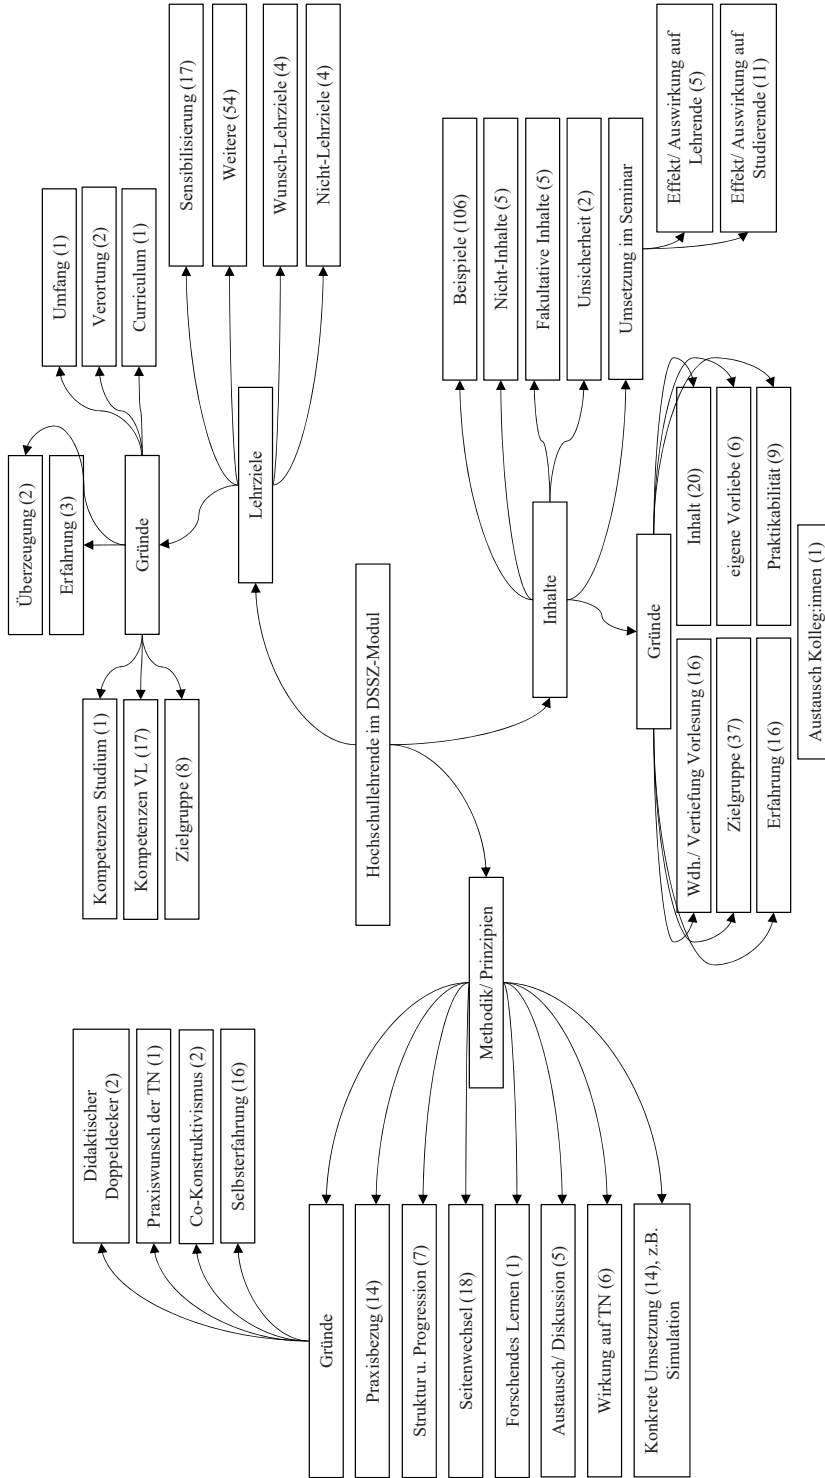 Hochschullehrende im DSSZ-Modul
Methodik/ Prinzipien
Gründe
Didaktischer
Doppeldecker (2)
Praxiswunsch der TN (1)
Co-Konstruktivismus (2)
Selbsterfahrung (16)
Praxisbezug (14)
Struktur u. Progression (7)
Seitenwechsel (18)
Forschendes Lernen (1)
Austausch/ Diskussion (5)
Wirkung auf TN (6)
Konkrete Umsetzung (14), z.B.
Simulation
Lehrziele
Gründe
Überzeugung (2)
Erfahrung (3)
Kompetenzen Studium (1)
Kompetenzen VL (17)
Zielgruppe (8)
Umfang (1)
Verortung (2)
Curriculum (1)
Sensibilisierung (17)
Weitere (54)
Wunsch-Lehrziele (4)
Nicht-Lehrziele (4)
Inhalte
Beispiele (106)
Nicht-Inhalte (5)
Fakultative Inhalte (5)
Unsicherheit (2)
Umsetzung im Seminar
Effekt/ Auswirkung auf
Lehrende (5)
Effekt/ Auswirkung auf
Studierende (11)
Gründe
Wdh./ Vertiefung Vorlesung (16)
Zielgruppe (37)
Erfahrung (16)
Inhalt (20)
eigene Vorliebe (6)
Praktikabilität (9)
Austausch Kolleg:innen (1)